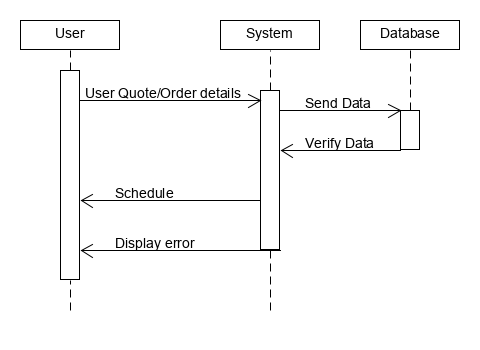 User
System
Database
User Quote/Order details
Send Data
Verify Data
Schedule
Display error